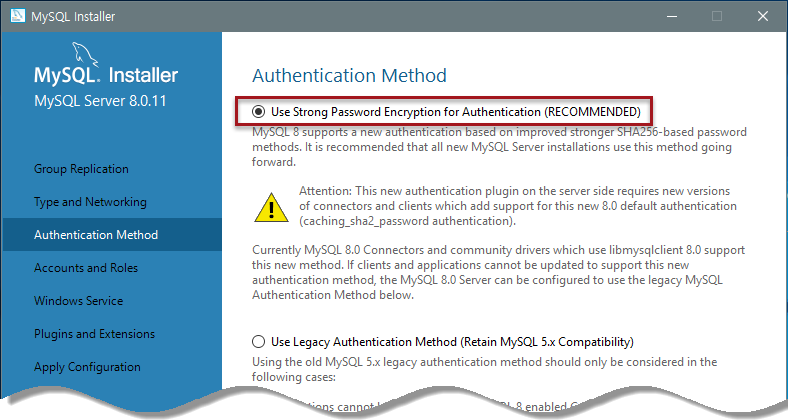 MySQL Installer
MySQL. Installer
MySQL Server 8.0.11
Group Replication
Type and Networking
Authentication Method
Accounts and Roles
Windows Service
Plugins and Extensions
Apply Configuration
Authentication Method
Use Strong Password Encryption for Authentication (RECOMMENDED)
MySQL 8 supports a new authentication based on improved stronger SHA256-based password
methods. It is recommended that all new MySQL Server installations use this method going
forward.
Attention: This new authentication plugin on the server side requires new versions
of connectors and clients which add support for this new 8.0 default authentication
(caching_sha2_password authentication).
Currently MySQL 8.0 Connectors and community drivers which use libmysqlclient 8.0 support
this new method. If clients and applications cannot be updated to support this new
authentication method, the MySQL 8.0 Server can be configured to use the legacy MySQL
Authentication Method below.
Use Legacy Authentication Method (Retain MySQL 5.x Compatibility)
Using the old MySQL 5.x legacy authentication method should only be considered in the
following cases:
8 enabled